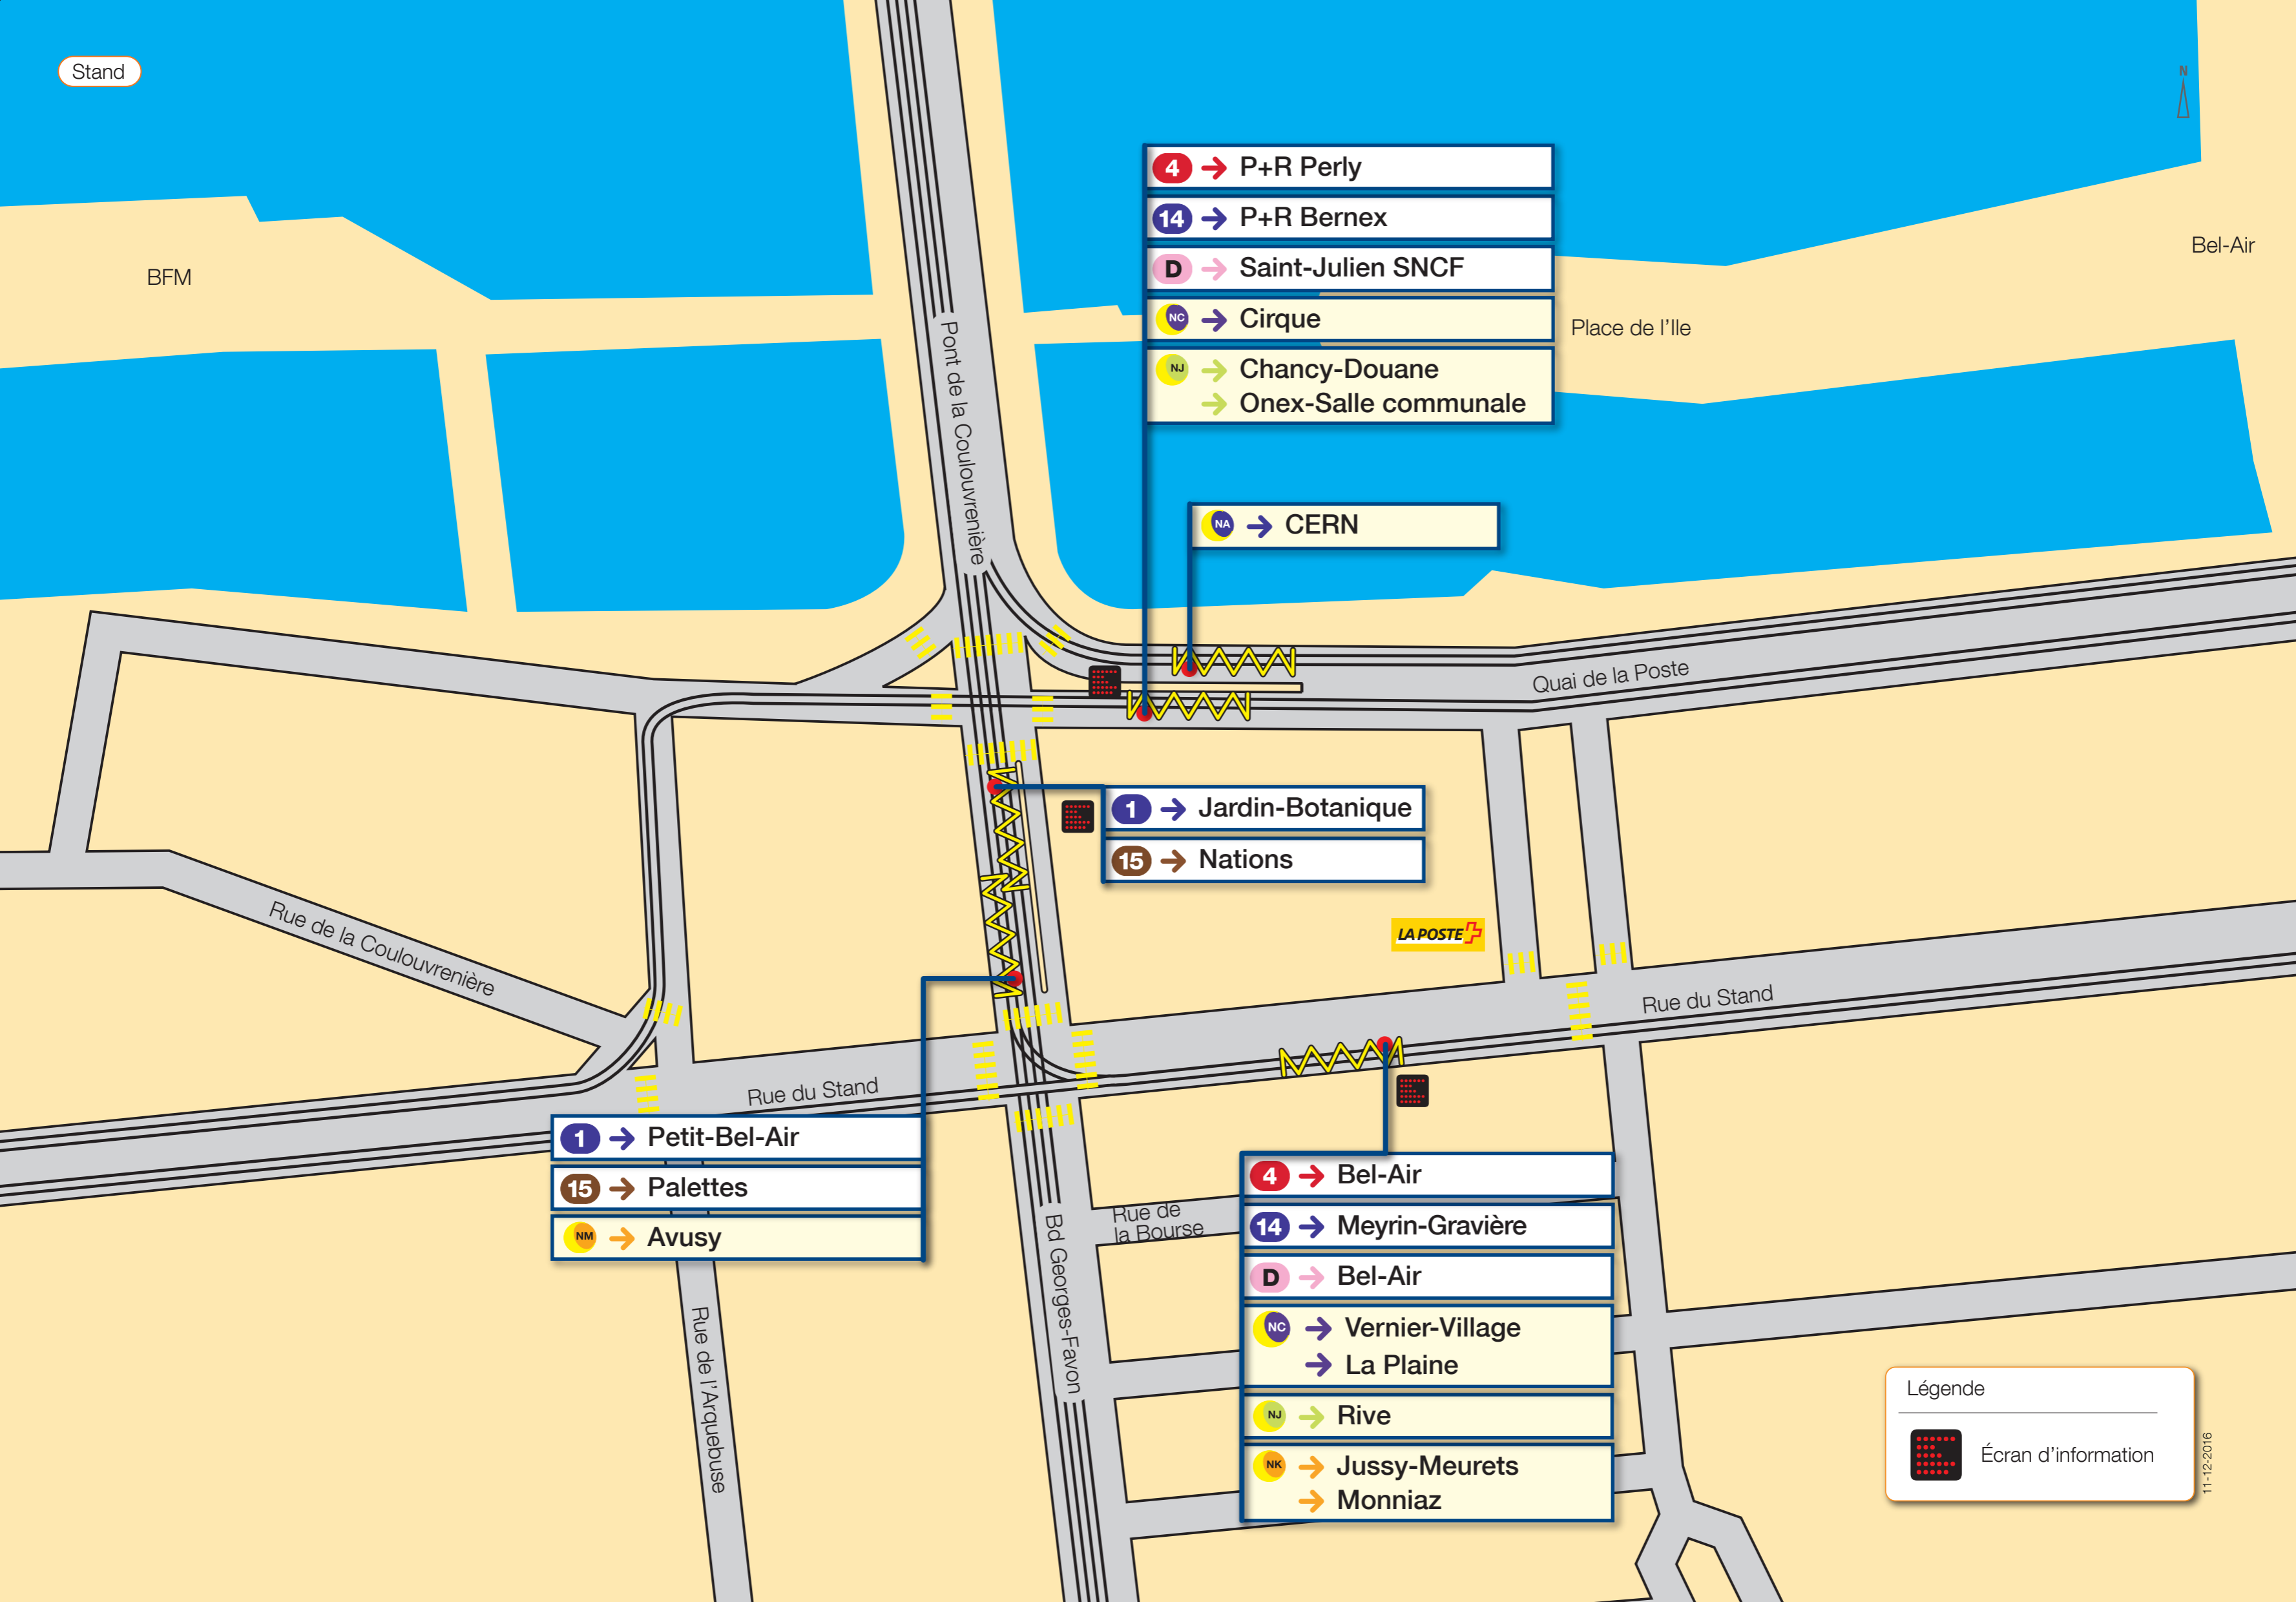 Stand
N
4 → P+R Perly
14 → P+R Bernex
D → Saint-Julien SNCF
NC → Cirque
NJ → Chancy-Douane
→ Onex-Salle communale
Bel-Air
BFM
Place de l'Ile
Pont de la Coulouvrenière
NA → CERN
Quai de la Poste
1 → Jardin-Botanique
15 → Nations
Rue de la Coulouvrenière
LA POSTE
Rue du Stand
Rue du Stand
1 → Petit-Bel-Air
15 → Palettes
NM → Avusy
Rue de
la Bourse
Bd Georges-Favon
Rue de l'Arquebuse
4 → Bel-Air
14 → Meyrin-Gravière
D → Bel-Air
NC → Vernier-Village
→ La Plaine
NJ → Rive
NK → Jussy-Meurets
→ Monniaz
Légende
Écran d'information
11-12-2016